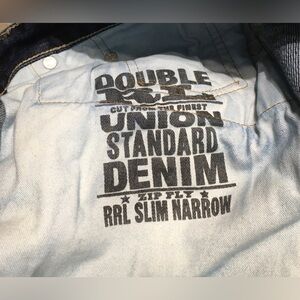 DOUBLE
RL
CUT FROM THE FINEST
UNION
STANDARD
DENIM
★ ZIP FLY ★
RRL SLIM NARROW